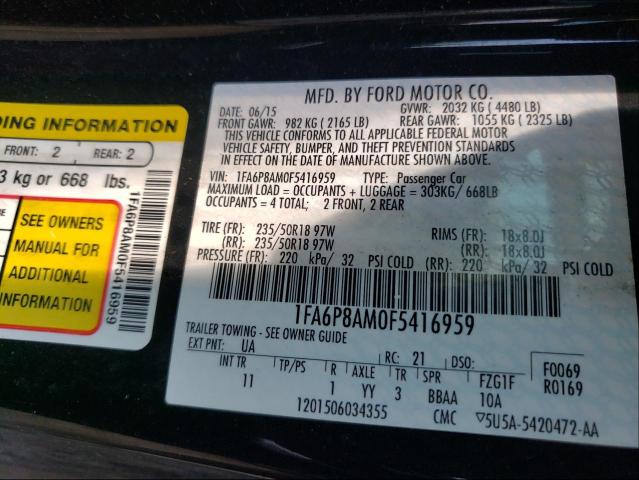 DING INFORMATION
FRONT: 2 REAR: 2
3 kg or 668 lbs.
SEE OWNERS
MANUAL FOR
ADDITIONAL
INFORMATION
1FA6P8AM0F5416959
MFD. BY FORD MOTOR CO.
DATE: 06/15 GVWR: 2032 KG ( 4480 LB)
FRONT GAWR: 982 KG ( 2165 LB) REAR GAWR: 1055 KG ( 2325 LB)
THIS VEHICLE CONFORMS TO ALL APPLICABLE FEDERAL MOTOR
VEHICLE SAFETY, BUMPER, AND THEFT PREVENTION STANDARDS
IN EFFECT ON THE DATE OF MANUFACTURE SHOWN ABOVE.
VIN: 1FA6P8AM0F5416959 TYPE: Passenger Car
MAXIMUM LOAD = OCCUPANTS + LUGGAGE = 303KG/ 668LB
OCCUPANTS = 4 TOTAL; 2 FRONT, 2 REAR
TIRE (FR): 235/50R18 97W RIMS (FR): 18x8.0J
(RR): 235/50R18 97W (RR): 18x8.0J
PRESSURE (FR): 220 kPa/ 32 PSI COLD (RR): 220 kPa/ 32 PSI COLD
1FA6P8AM0F5416959
TRAILER TOWING - SEE OWNER GUIDE
EXT PNT: UA RC: 21 DSO: F0069
INT TR TP/PS R AXLE TR SPR FZG1F R0169
11 1 YY 3 BBAA 10A
1201506034355 CMC ▽5U5A-5420472-AA